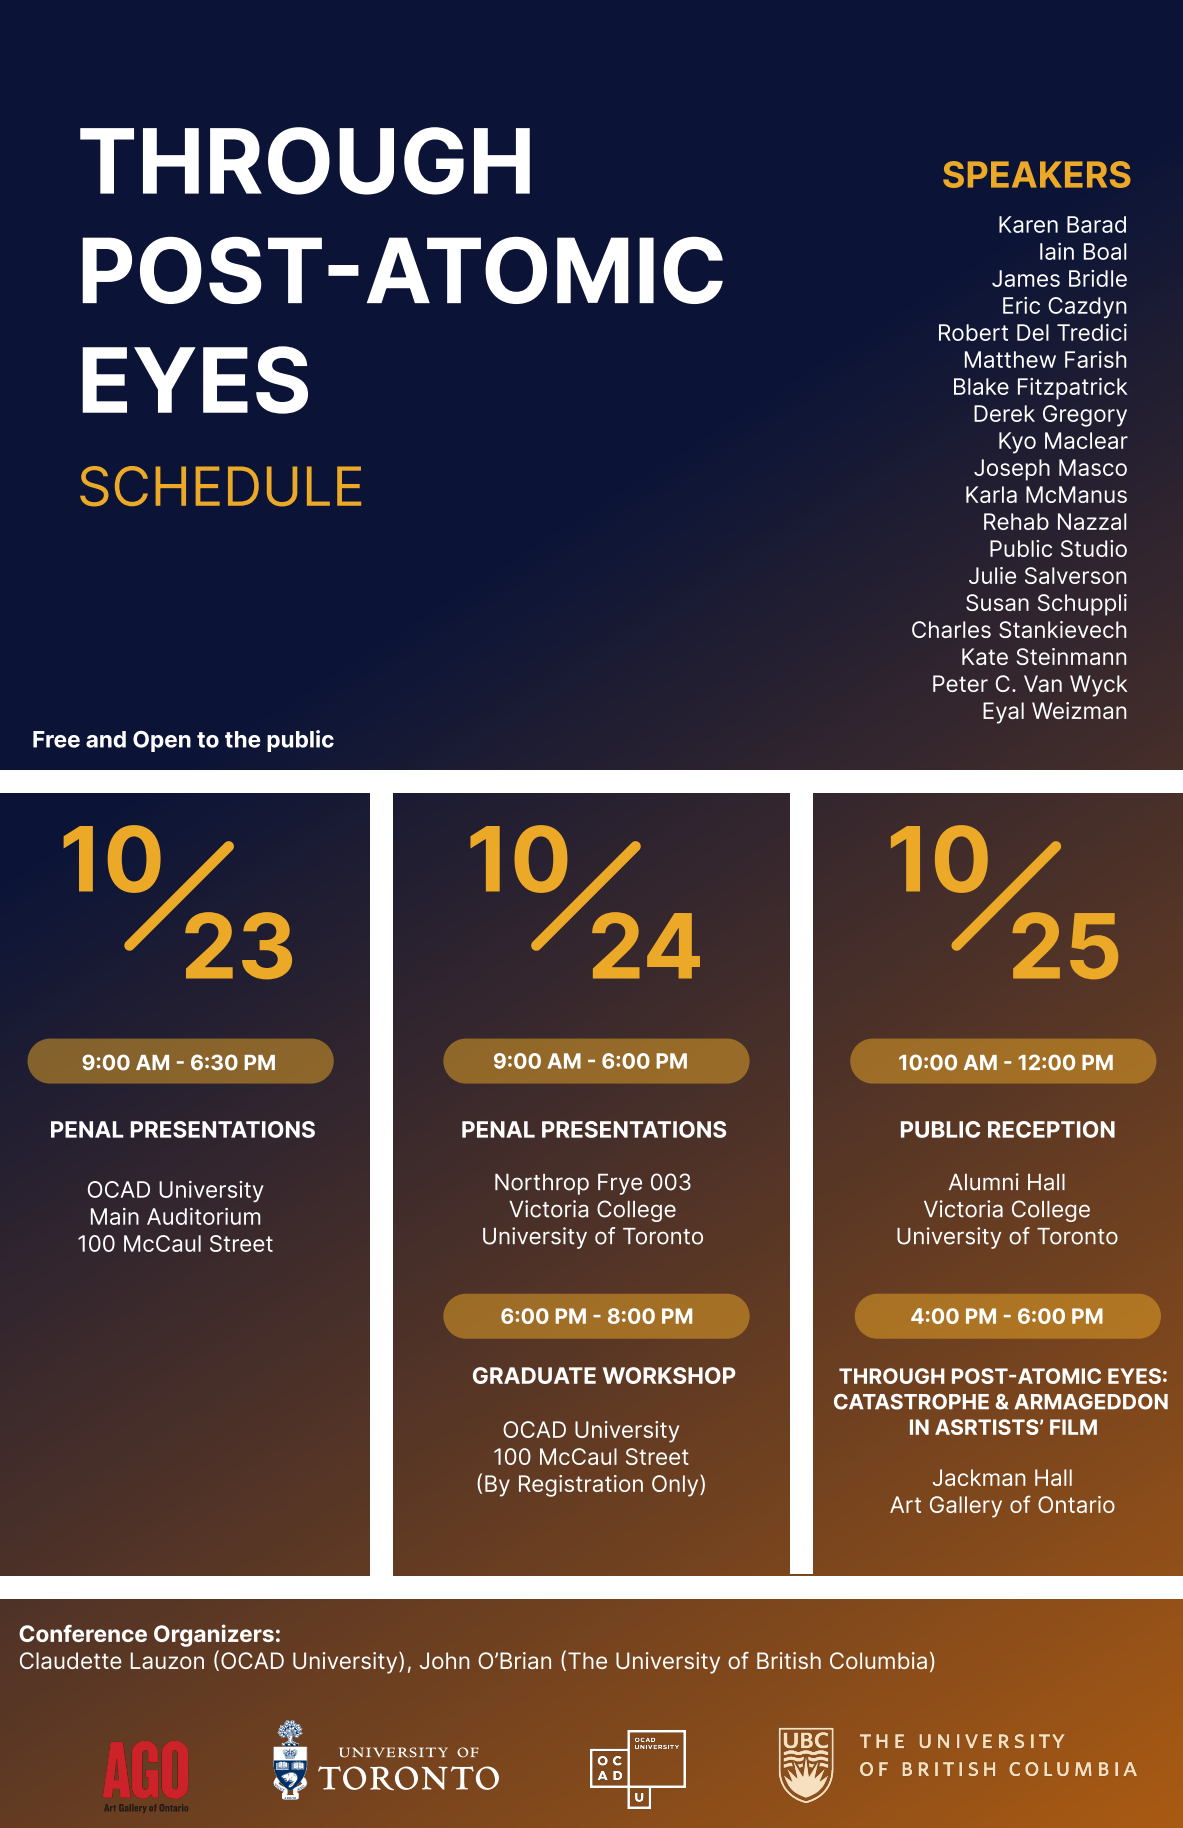 THROUGH
POST-ATOMIC
EYES
SCHEDULE
SPEAKERS
Karen Barad
Iain Boal
James Bridle
Eric Cazdyn
Robert Del Tredici
Matthew Farish
Blake Fitzpatrick
Derek Gregory
Kyo Maclear
Joseph Masco
Karla McManus
Rehab Nazzal
Public Studio
Julie Salverson
Susan Schuppli
Charles Stankievech
Kate Steinmann
Peter C. Van Wyck
Eyal Weizman
Free and Open to the public
10/23
9:00 AM - 6:30 PM
PENAL PRESENTATIONS
OCAD University
Main Auditorium
100 McCaul Street
10/24
9:00 AM - 6:00 PM
PENAL PRESENTATIONS
Northrop Frye 003
Victoria College
University of Toronto
6:00 PM - 8:00 PM
GRADUATE WORKSHOP
OCAD University
100 McCaul Street
(By Registration Only)
10/25
10:00 AM - 12:00 PM
PUBLIC RECEPTION
Alumni Hall
Victoria College
University of Toronto
4:00 PM - 6:00 PM
THROUGH POST-ATOMIC EYES:
CATASTROPHE & ARMAGEDDON
IN ASRTISTS’ FILM
Jackman Hall
Art Gallery of Ontario
Conference Organizers:
Claudette Lauzon (OCAD University), John O’Brian (The University of British Columbia)
AGO
Art Gallery of Ontario
UNIVERSITY OF
TORONTO
OCAD
UNIVERSITY
OC
AD
U
UBC
THE UNIVERSITY
OF BRITISH COLUMBIA